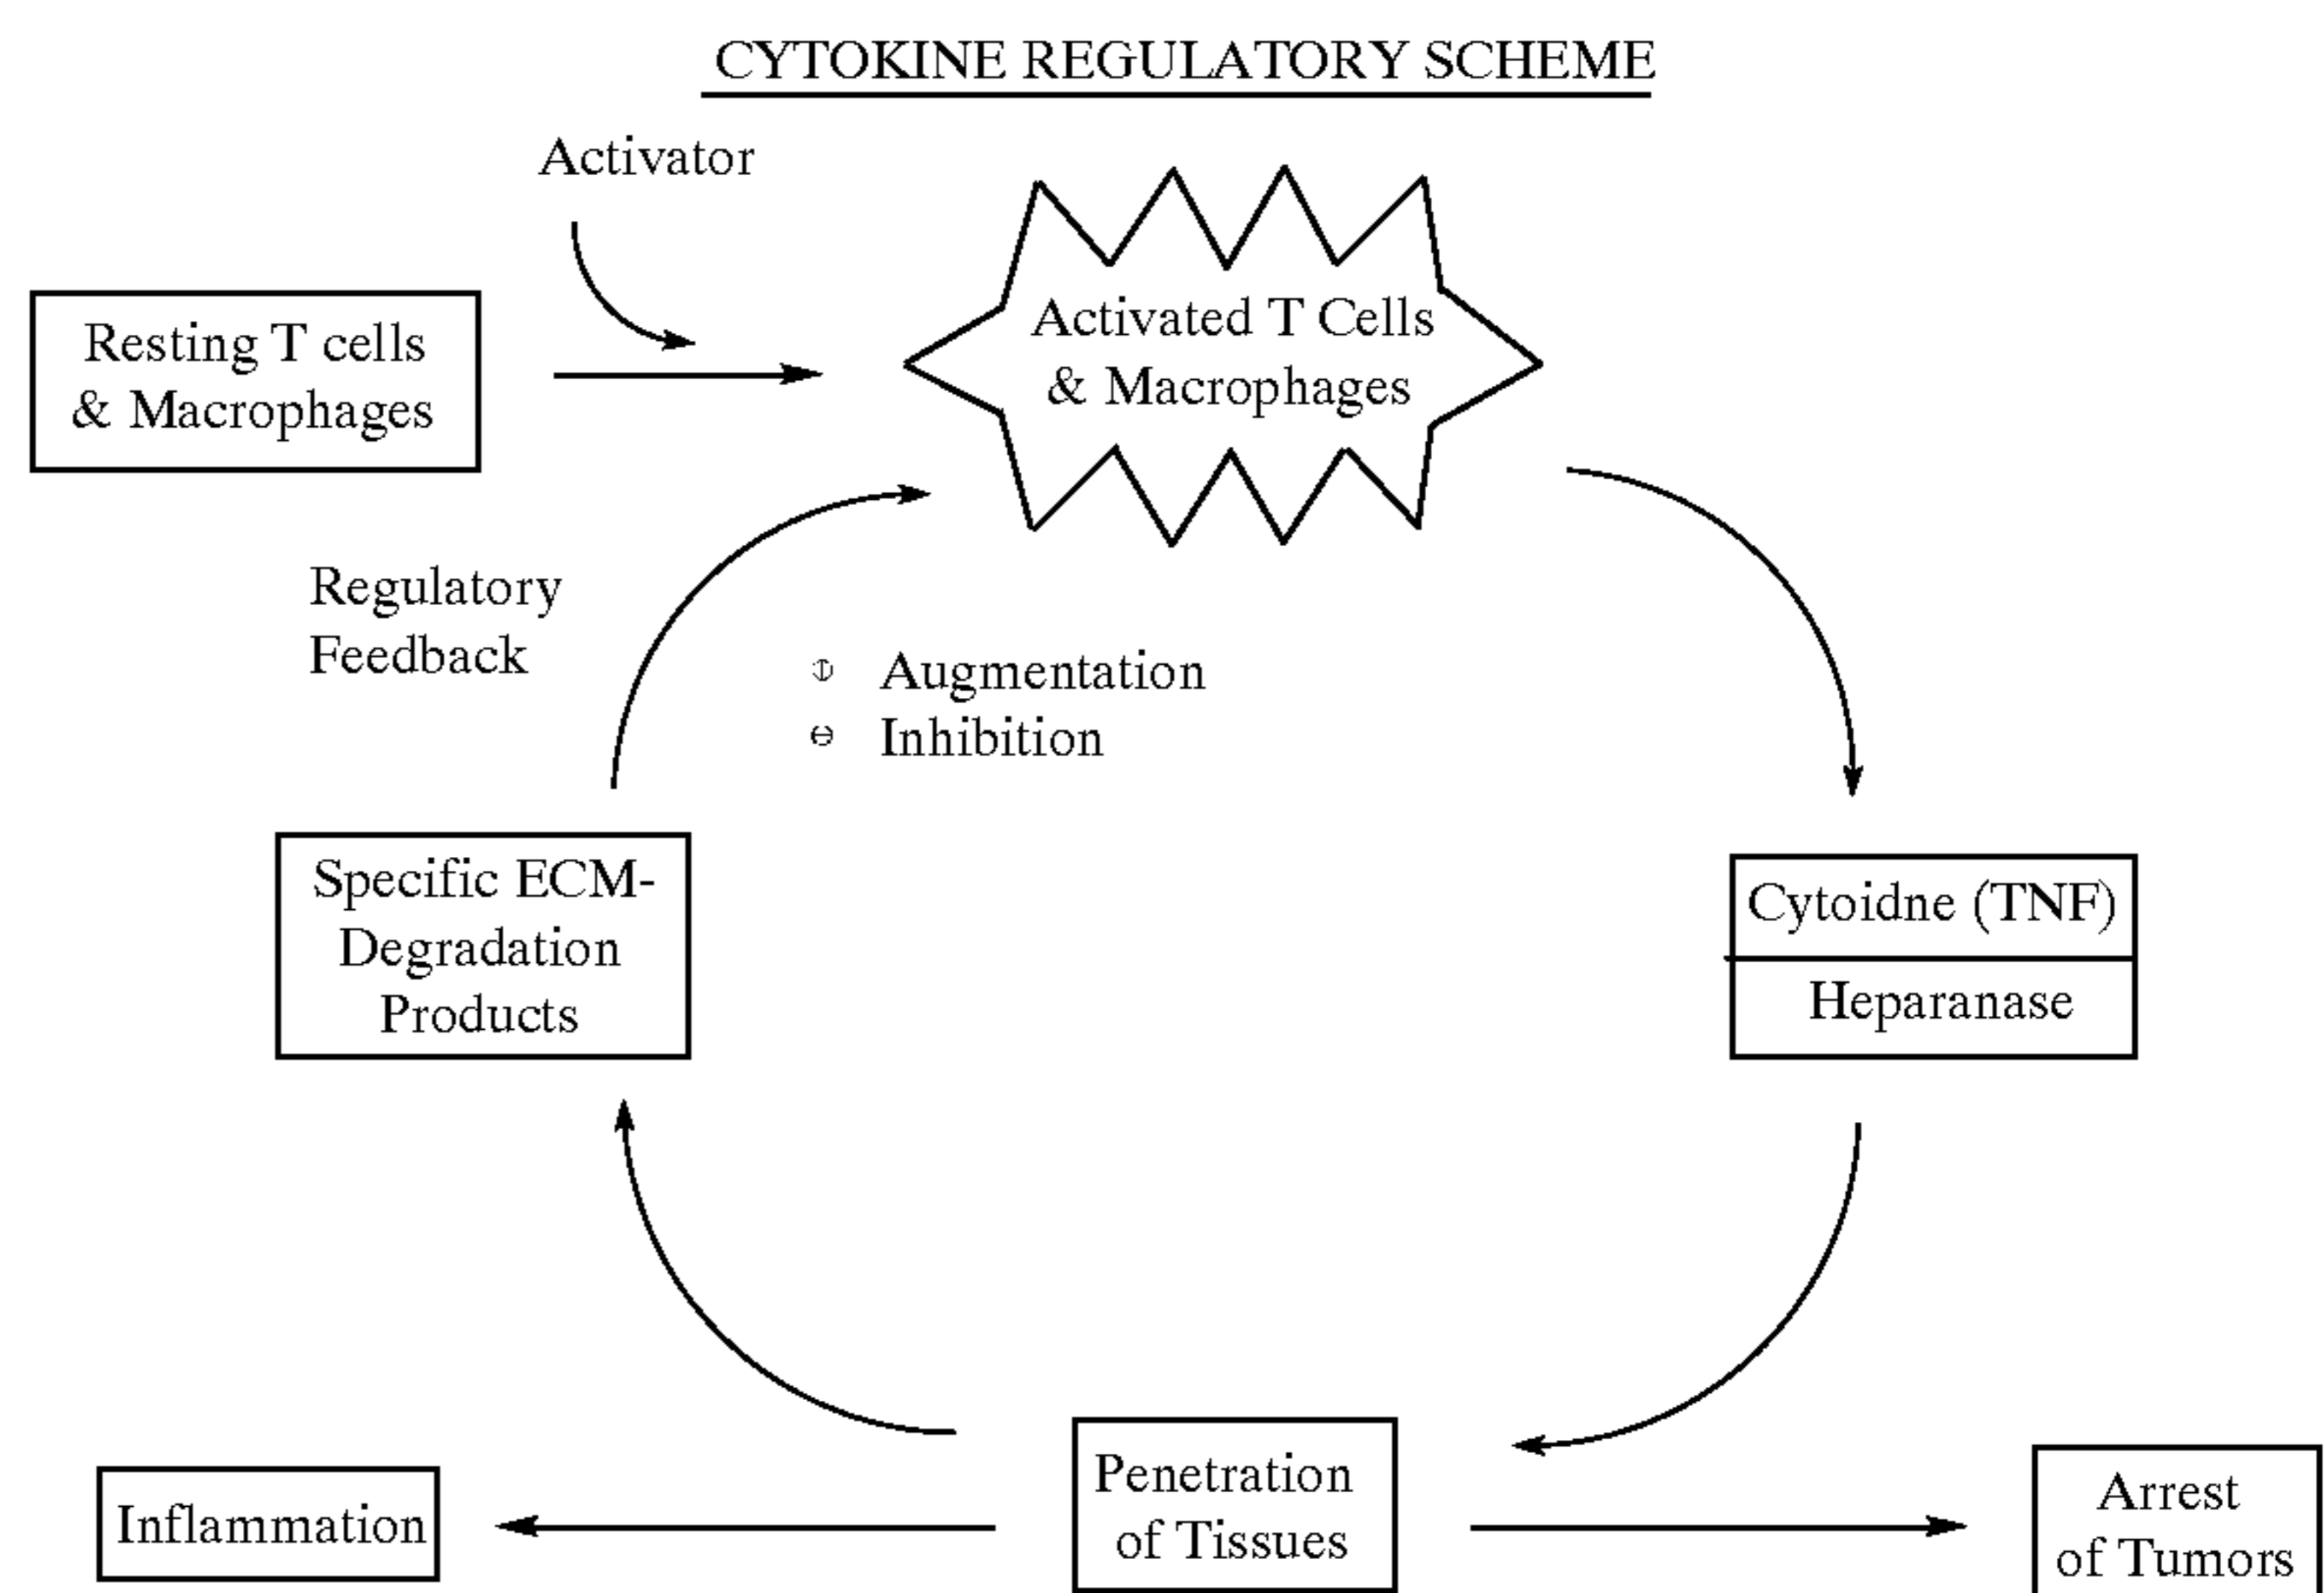 CYTOKINE REGULATORY SCHEME
Activator
Resting T cells
& Macrophages
Activated T Cells
& Macrophages
Regulatory
Feedback
Augmentation
⊖ Inhibition
Specific ECM-
Degradation
Products
Cytoidne (TNF)
Heparanase
Inflammation
Penetration
of Tissues
Arrest
of Tumors